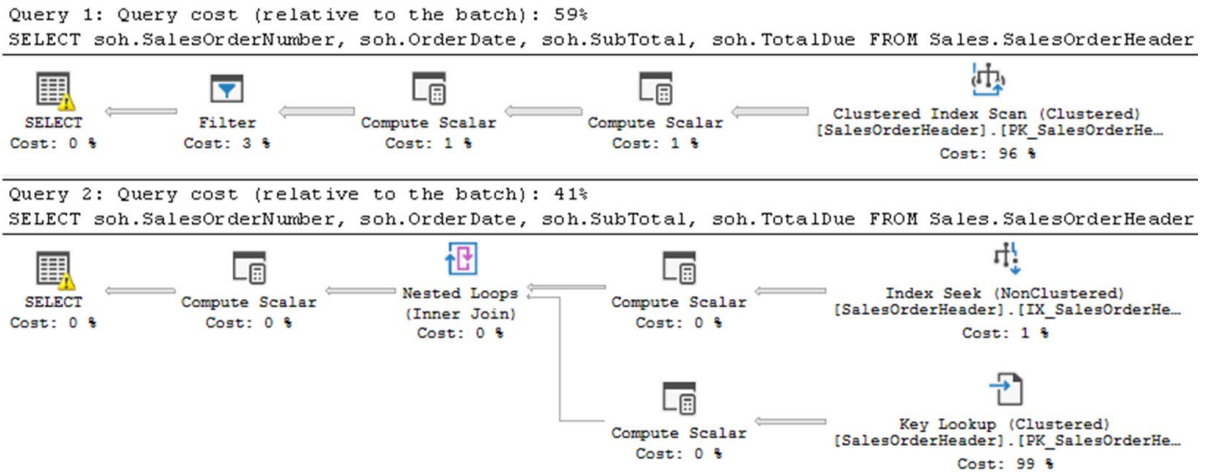 Query 1: Query cost (relative to the batch): 59%
SELECT soh.SalesOrderNumber, soh.OrderDate, soh.SubTotal, soh.TotalDue FROM Sales.SalesOrderHeader
SELECT
Cost: 0 %
Filter
Cost: 3 %
Compute Scalar
Cost: 1 %
Compute Scalar
Cost: 1 %
Clustered Index Scan (Clustered)
[SalesOrderHeader].[PK_SalesOrderHe…
Cost: 96 %
Query 2: Query cost (relative to the batch): 41%
SELECT soh.SalesOrderNumber, soh.OrderDate, soh.SubTotal, soh.TotalDue FROM Sales.SalesOrderHeader
SELECT
Cost: 0 %
Compute Scalar
Cost: 0 %
Nested Loops
(Inner Join)
Cost: 0 %
Compute Scalar
Cost: 0 %
Index Seek (NonClustered)
[SalesOrderHeader].[IX_SalesOrderHe…
Cost: 1 %
Compute Scalar
Cost: 0 %
Key Lookup (Clustered)
[SalesOrderHeader].[PK_SalesOrderHe…
Cost: 99 %